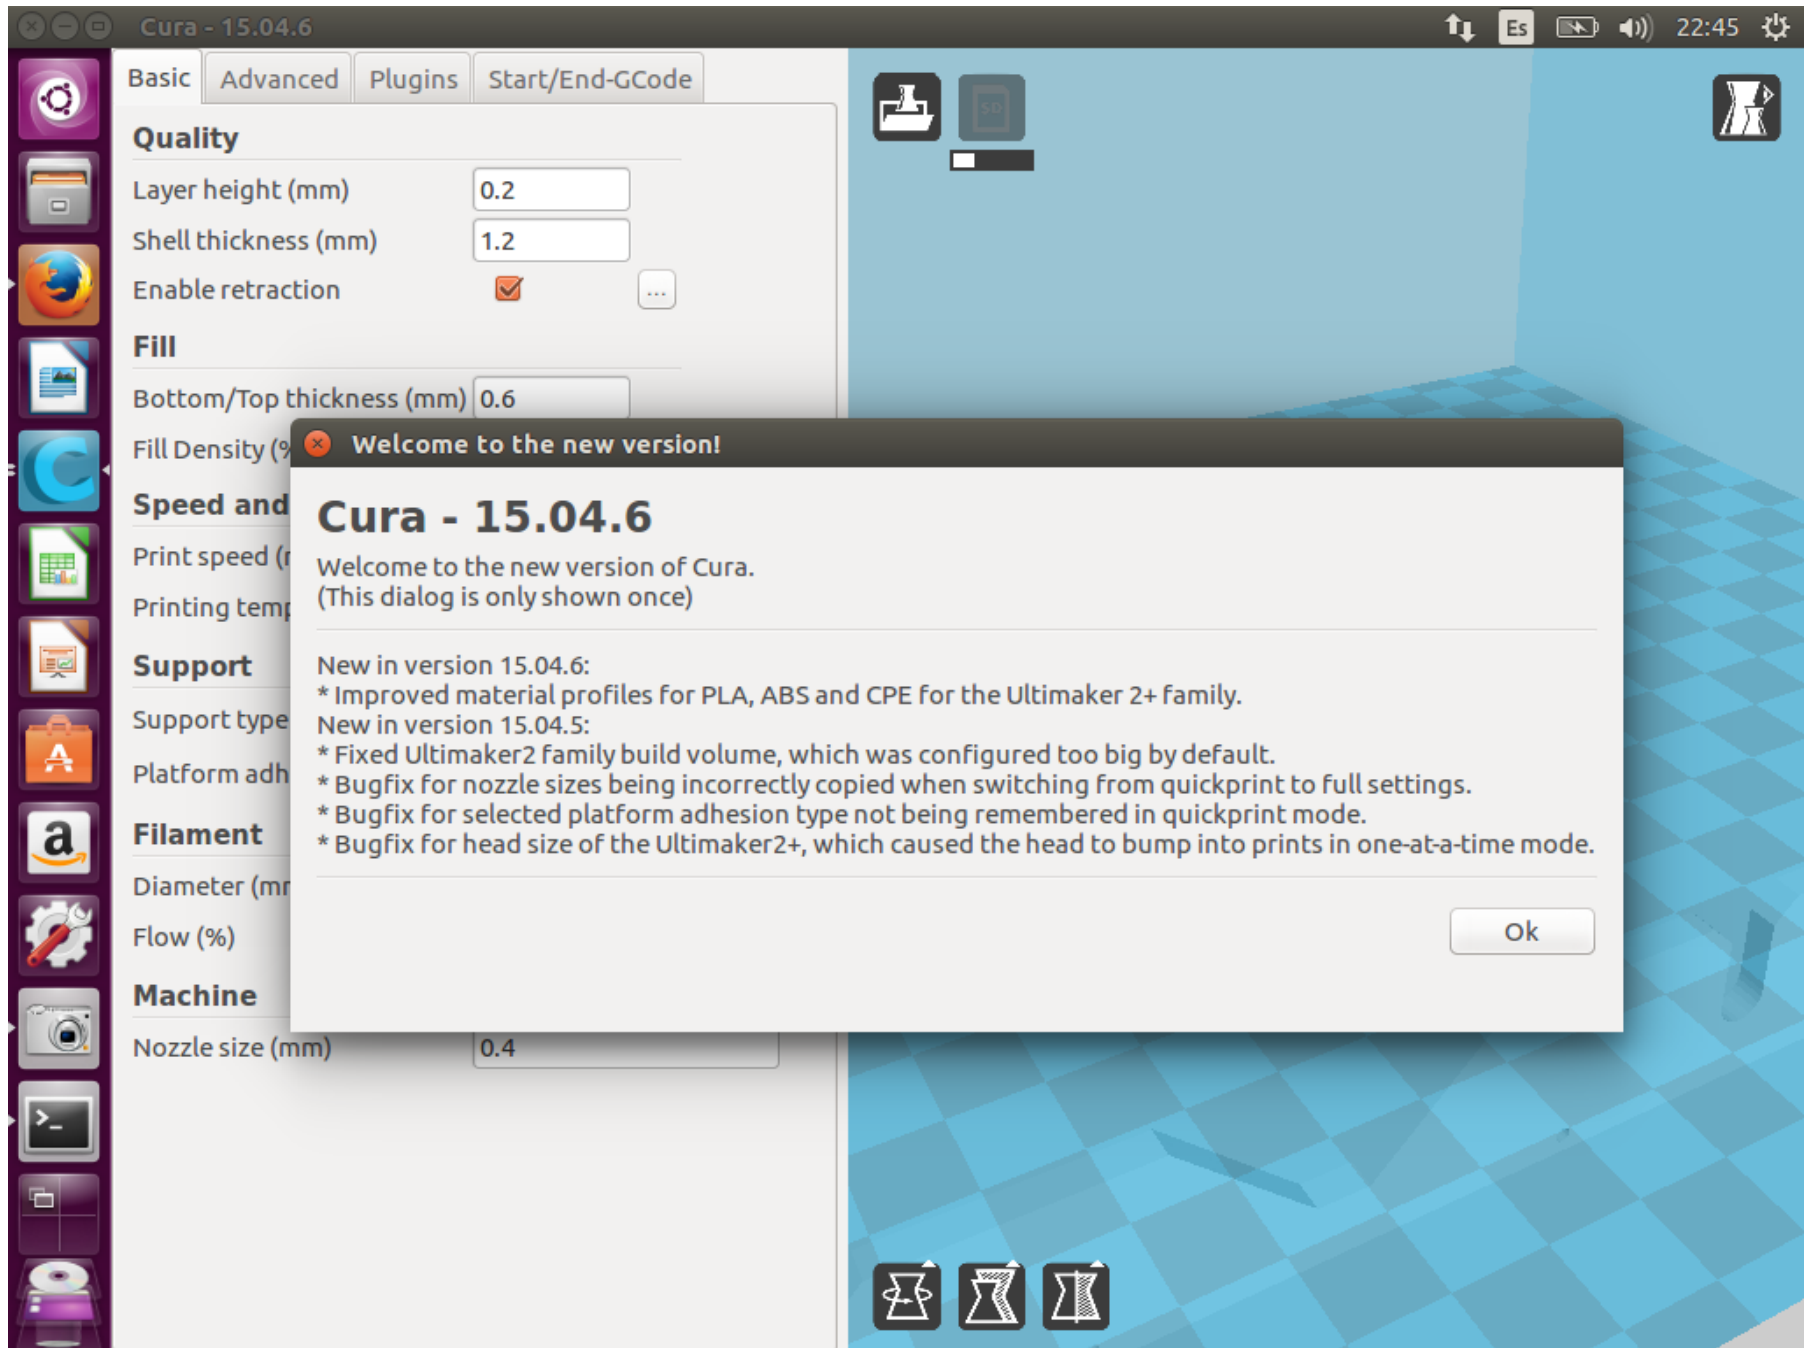 Cura - 15.04.6
Es
22:45
Basic
Advanced
Plugins
Start/End-GCode
Quality
Layer height (mm)
0.2
Shell thickness (mm)
1.2
Enable retraction
...
Fill
Bottom/Top thickness (mm)
0.6
Fill Density (%
Speed and
Print speed (
Printing temp
Support
Support type
Platform adh
Filament
Diameter (m
Flow (%)
Machine
Nozzle size (mm)
0.4
SD
Welcome to the new version!
Cura - 15.04.6
Welcome to the new version of Cura.
(This dialog is only shown once)
New in version 15.04.6:
* Improved material profiles for PLA, ABS and CPE for the Ultimaker 2+ family.
New in version 15.04.5:
* Fixed Ultimaker2 family build volume, which was configured too big by default.
* Bugfix for nozzle sizes being incorrectly copied when switching from quickprint to full settings.
* Bugfix for selected platform adhesion type not being remembered in quickprint mode.
* Bugfix for head size of the Ultimaker2+, which caused the head to bump into prints in one-at-a-time mode.
Ok